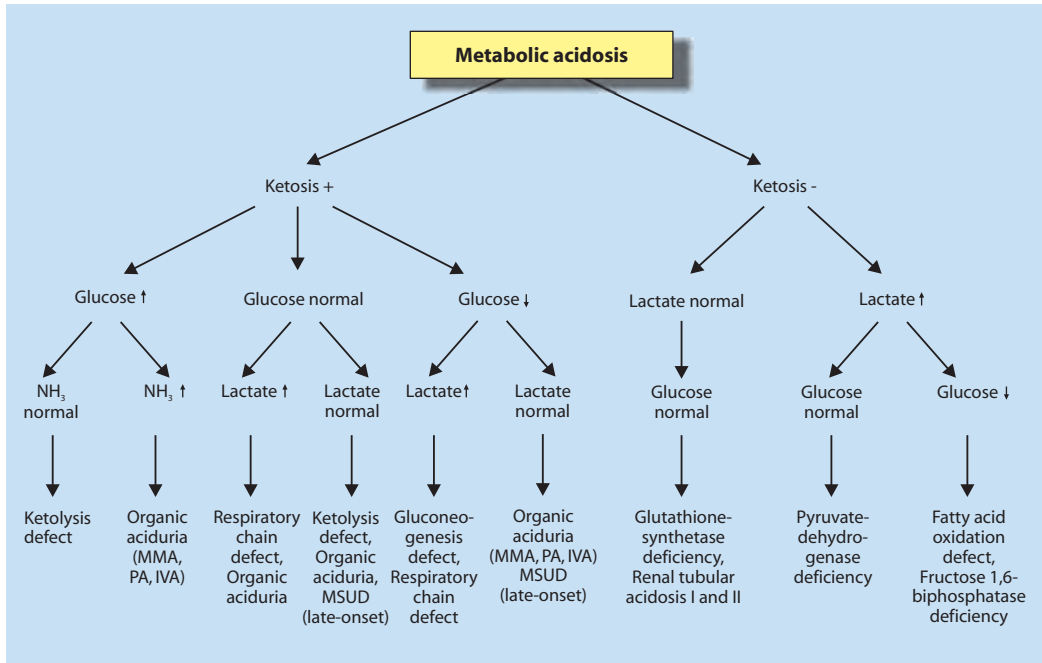 Metabolic acidosis
Ketosis +
Ketosis -
Glucose ↑
Glucose normal
Glucose ↓
Lactate normal
Lactate ↑
NH₃
normal
NH₃ ↑
Lactate ↑
Lactate
normal
Lactate↑
Lactate
normal
Glucose
normal
Glucose
normal
Glucose ↓
Ketolysis
defect
Organic
aciduria
(MMA,
PA, IVA)
Respiratory
chain
defect,
Organic
aciduria
Ketolysis
defect,
Organic
aciduria,
MSUD
(late-onset)
Gluconeo-
genesis
defect,
Respiratory
chain
defect
Organic
aciduria
(MMA, PA, IVA)
MSUD
(late-onset)
Glutathione-
synthetase
deficiency,
Renal tubular
acidosis I and II
Pyruvate-
dehydro-
genase
deficiency
Fatty acid
oxidation
defect,
Fructose 1,6-
biphosphatase
deficiency